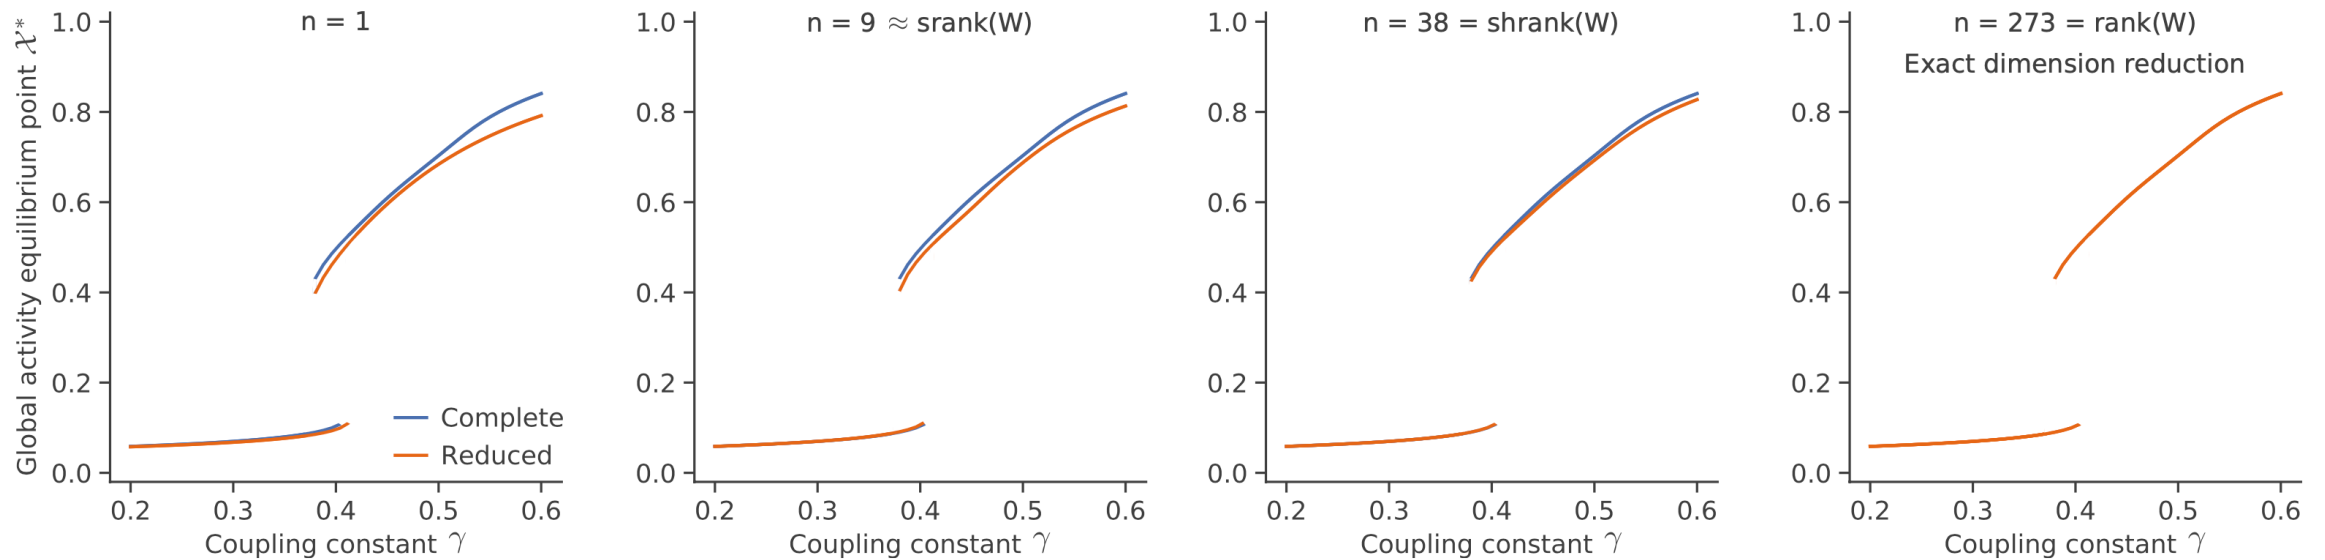 Global activity equilibrium point 𝒳*
1.0
0.8
0.6
0.4
0.2
0.0
n = 1
Complete
Reduced
0.2 0.3 0.4 0.5 0.6
Coupling constant γ
1.0
0.8
0.6
0.4
0.2
0.0
n = 9 ≈ srank(W)
0.2 0.3 0.4 0.5 0.6
Coupling constant γ
1.0
0.8
0.6
0.4
0.2
0.0
n = 38 = shrank(W)
0.2 0.3 0.4 0.5 0.6
Coupling constant γ
1.0
0.8
0.6
0.4
0.2
0.0
n = 273 = rank(W)
Exact dimension reduction
0.2 0.3 0.4 0.5 0.6
Coupling constant γ